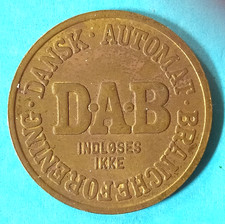 DANSK · AUTOMAT · BRANCHEFORENING ·
D·A·B
INDLØSES
IKKE